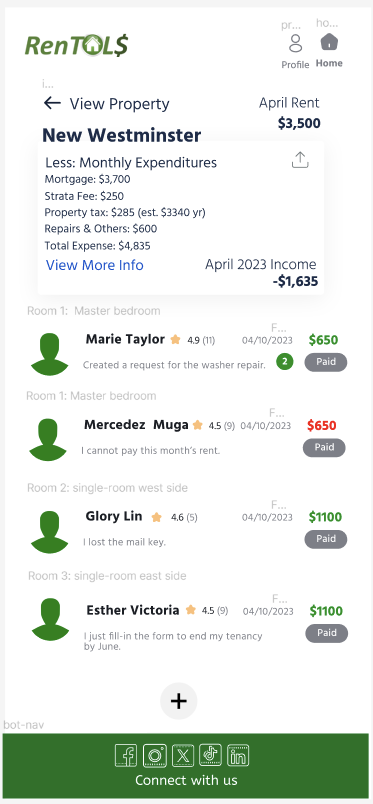 pr... ho...
RenTOLS
Profile Home
i...
View Property
April Rent
$3,500
New Westminster
Less: Monthly Expenditures
Mortgage: $3,700
Strata Fee: $250
Property tax: $285 (est. $3340 yr)
Repairs & Others: $600
Total Expense: $4,835
View More Info
April 2023 Income
-$1,635
Room 1: Master bedroom
F...
Marie Taylor 4.9 (11) 04/10/2023 $650
Created a request for the washer repair. 2 Paid
Room 1: Master bedroom
F...
Mercedez Muga 4.5 (9) 04/10/2023 $650
I cannot pay this month's rent. Paid
Room 2: single-room west side
F...
Glory Lin 4.6 (5) 04/10/2023 $1100
I lost the mail key. Paid
Room 3: single-room east side
F...
Esther Victoria 4.5 (9) 04/10/2023 $1100
I just fill-in the form to end my tenancy Paid
by June.
+
bot-nav
Connect with us